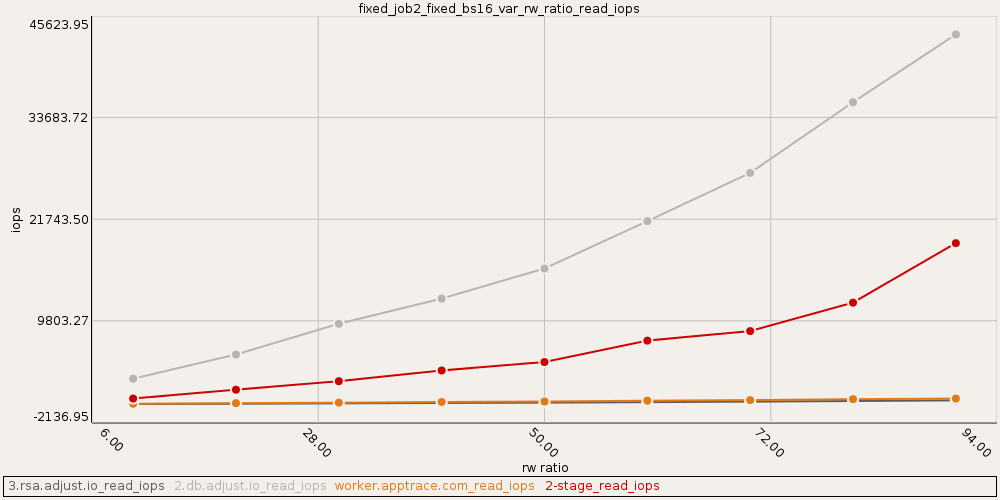 fixed_job2_fixed_bs16_var_rw_ratio_read_iops
45623.95
33683.72
21743.50
9803.27
-2136.95
iops
6.00 28.00 50.00 72.00 94.00
rw ratio
3.rsa.adjust.io_read_iops 2.db.adjust.io_read_iops worker.apptrace.com_read_iops 2-stage_read_iops